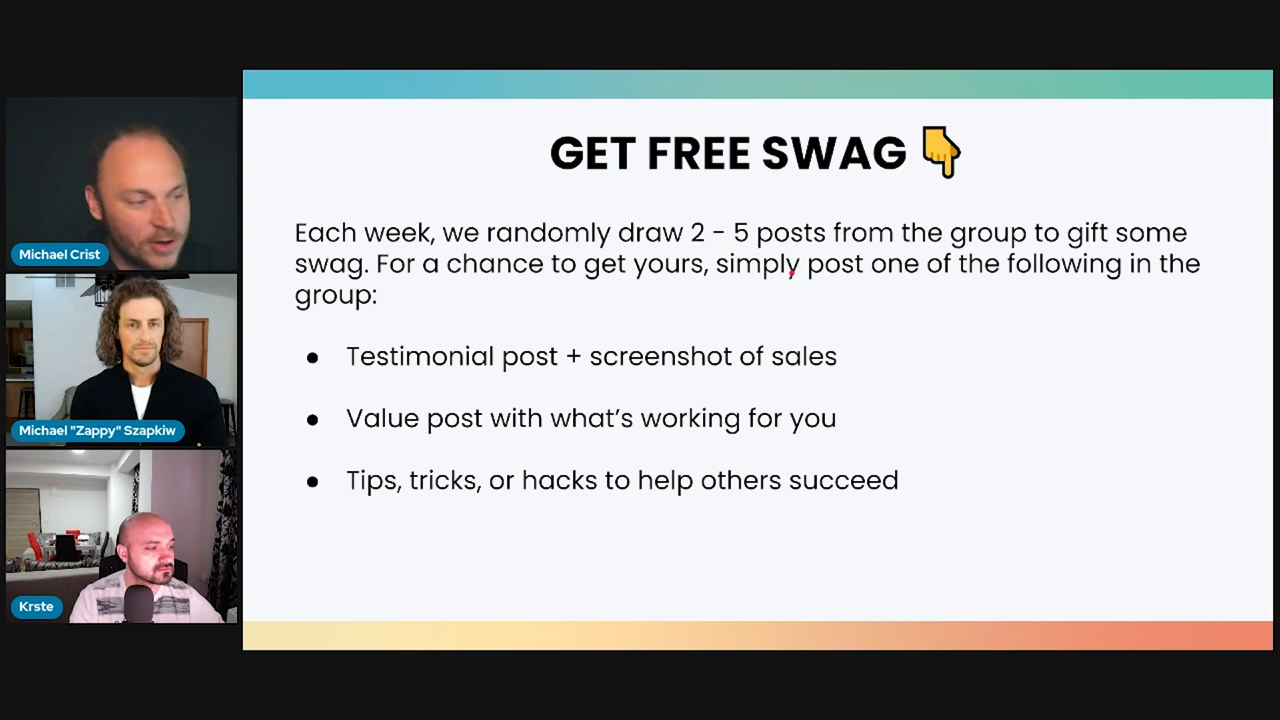 GET FREE SWAG 👇
Each week, we randomly draw 2 - 5 posts from the group to gift some
swag. For a chance to get yours, simply post one of the following in the
group:
● Testimonial post + screenshot of sales
● Value post with what's working for you
● Tips, tricks, or hacks to help others succeed
Michael Crist
Michael "Zappy" Szapkiw
Krste